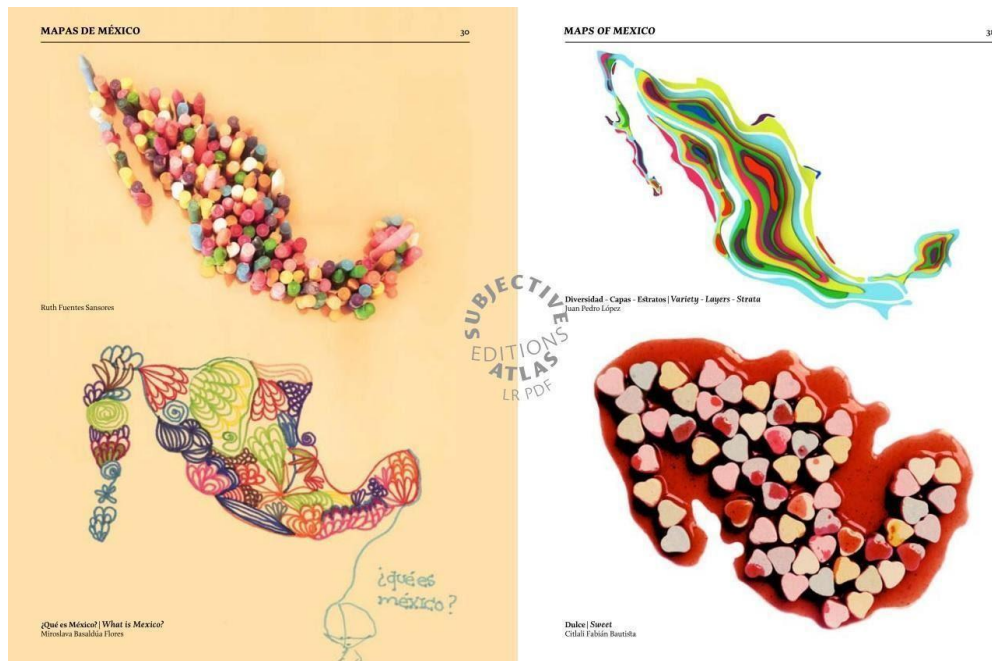 MAPAS DE MÉXICO
30
Ruth Fuentes Sansores
¿qué es
méxico?
¿Qué es México? | What is Mexico?
Miroslava Basaldúa Flores
MAPS OF MEXICO
31
Diversidad - Capas - Estratos | Variety - Layers - Strata
Juan Pedro López
Dulce | Sweet
Citlali Fabián Bautista
SUBJECTIVE
EDITIONS
ATLAS
LR PDF